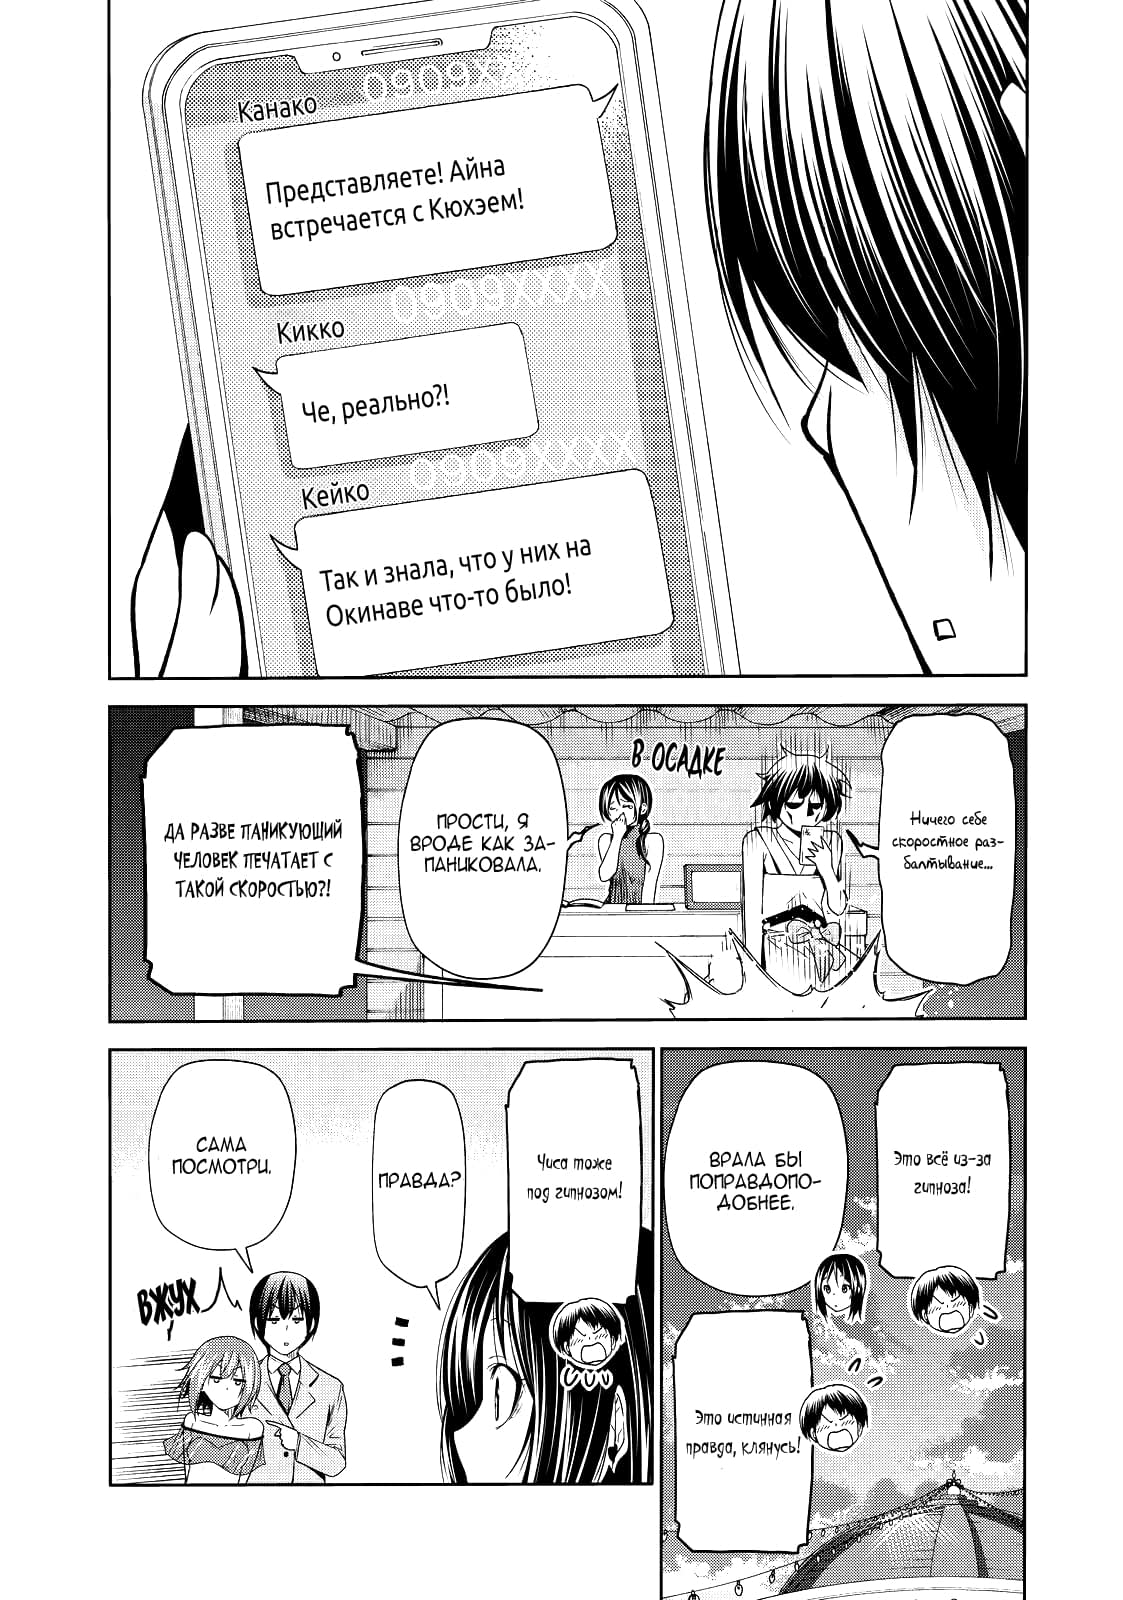 0909X
Канако
Представляете! Айна
встречается с Кюхэем!
0909XXXX
Кикко
Че, реально?!
0909XXXX
Кейко
Так и знала, что у них на
Окинаве что-то было!
Ничего себе
скоростное раз-
балтывание...
В ОСАДКЕ
ПРОСТИ, Я
ВРОДЕ КАК ЗА-
ПАНИКОВАЛА.
ДА РАЗВЕ ПАНИКУЮЩИЙ
ЧЕЛОВЕК ПЕЧАТАЕТ С
ТАКОЙ СКОРОСТЬЮ?!
Это всё из-за
гипноза!
ВРАЛА БЫ
ПОПРАВДОПО-
ДОБНЕЕ.
Это истинная
правда, клянусь!
Чиса тоже
под гипнозом!
ПРАВДА?
САМА
ПОСМОТРИ.
ВЖУХ